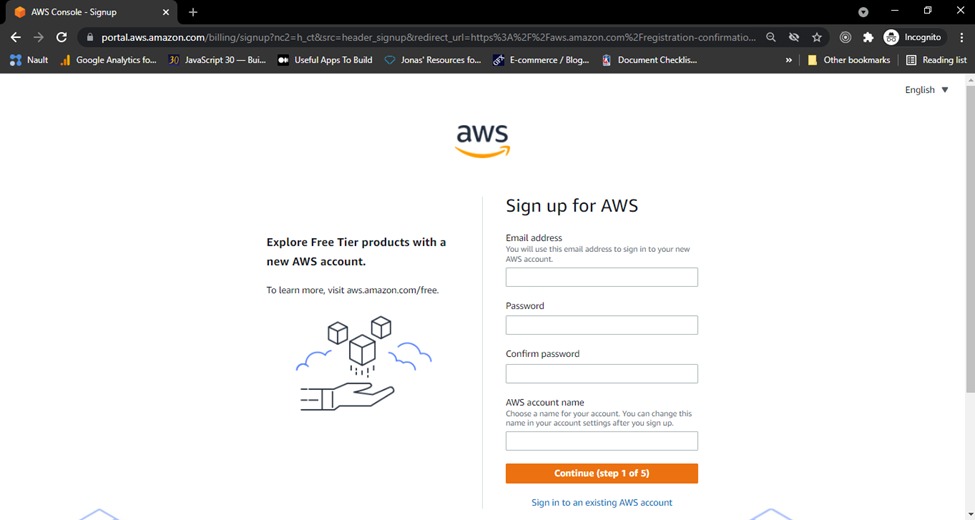 AWS Console - Signup
portal.aws.amazon.com/billing/signup?nc2=h_ct&src=header_signup&redirect_url=https%3A%2F%2Faws.amazon.com%2Fregistration-confirmatio...
Incognito
Nault
Google Analytics fo...
30
JavaScript 30 — Bui...
Useful Apps To Build
Jonas' Resources fo...
E-commerce / Blog...
Document Checklis...
»
Other bookmarks
Reading list
English
aws
Sign up for AWS
Explore Free Tier products with a
new AWS account.
To learn more, visit aws.amazon.com/free.
Email address
You will use this email address to sign in to your new
AWS account.
Password
Confirm password
AWS account name
Choose a name for your account. You can change this
name in your account settings after you sign up.
Continue (step 1 of 5)
Sign in to an existing AWS account